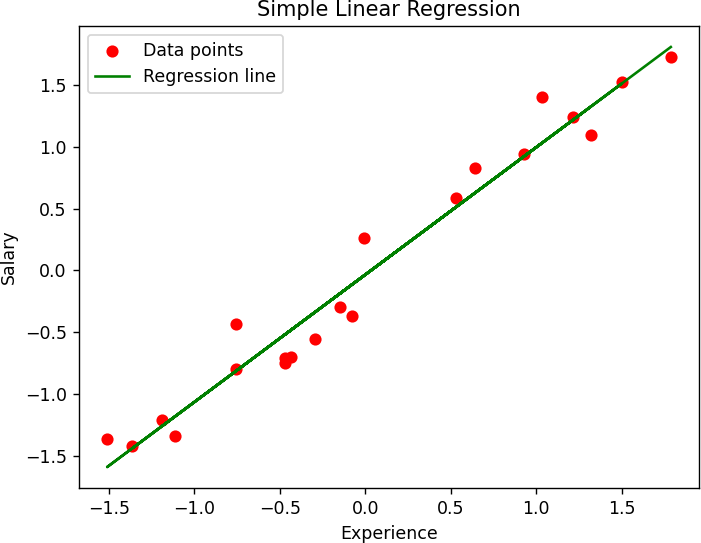 Simple Linear Regression
Data points
Regression line
1.5
1.0
0.5
0.0
−0.5
−1.0
−1.5
Salary
−1.5 −1.0 −0.5 0.0 0.5 1.0 1.5
Experience